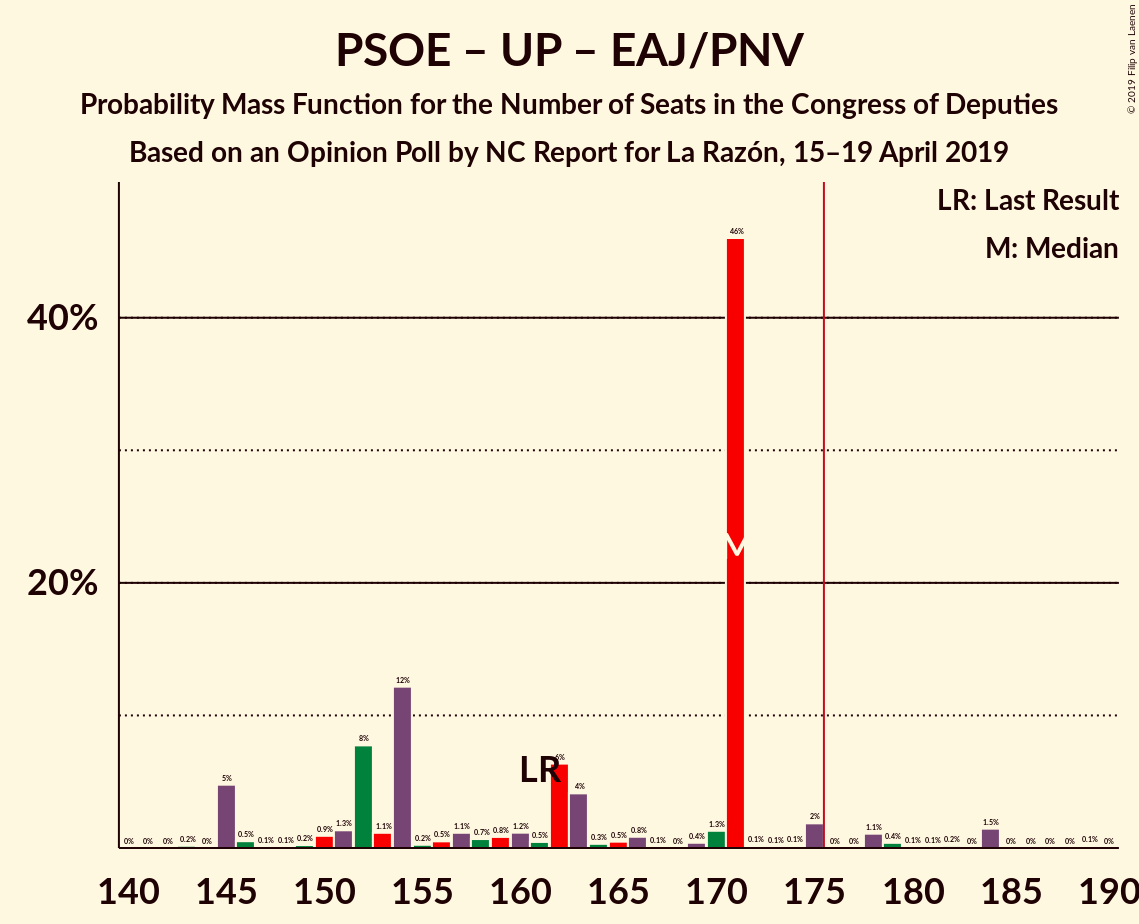 PSOE – UP – EAJ/PNV
Probability Mass Function for the Number of Seats in the Congress of Deputies
Based on an Opinion Poll by NC Report for La Razón, 15–19 April 2019
© 2019 Filip van Laenen
LR: Last Result
M: Median
40%
20%
0% 0% 0% 0.2% 0% 5% 0.5% 0.1% 0.1% 0.2% 0.9% 1.3% 8% 1.1% 12% 0.2% 0.5% 1.1% 0.7% 0.8% 1.2% 0.5% 6% 4% 0.3% 0.5% 0.8% 0.1% 0% 0.4% 1.3% 46% 0.1% 0.1% 0.1% 2% 0% 0% 1.1% 0.4% 0.1% 0.1% 0.2% 0% 1.5% 0% 0% 0% 0% 0.1% 0%
LR
M
140 145 150 155 160 165 170 175 180 185 190